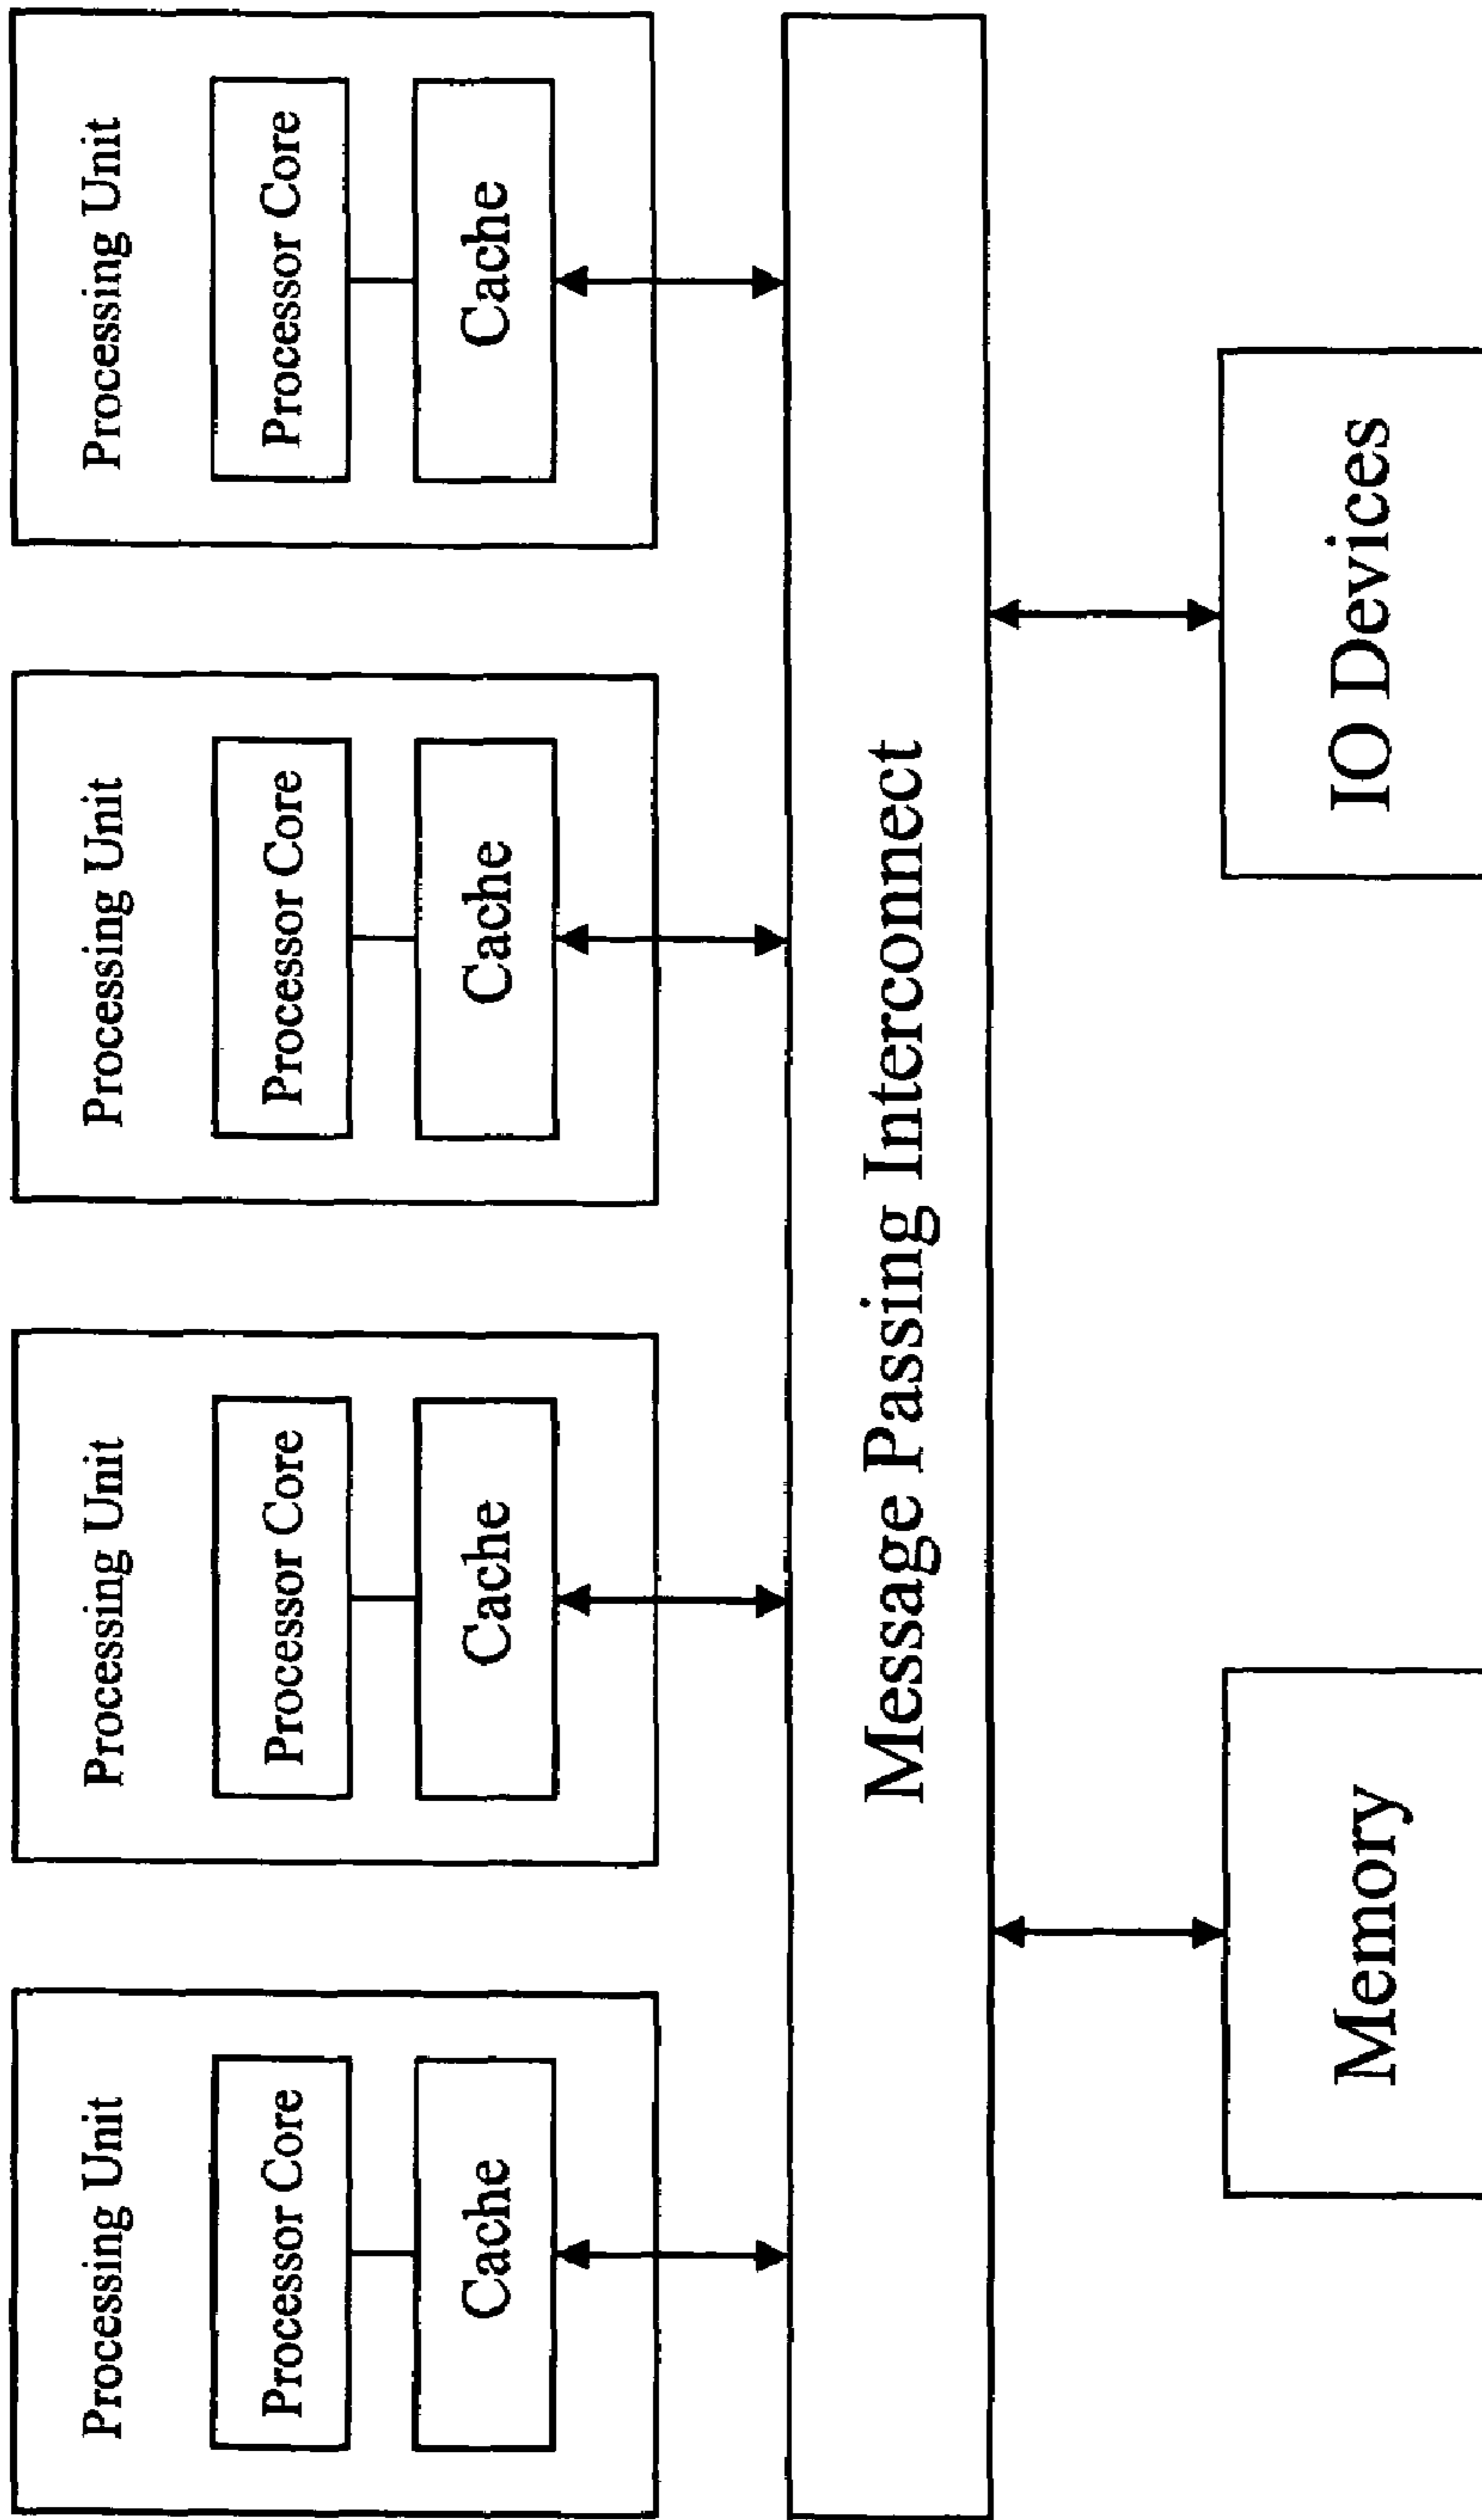 Processing Unit
Processing Unit
Processing Unit
Processing Unit
Processor Core
Processor Core
Processor Core
Processor Core
Cache
Cache
Cache
Cache
Message Passing Interconnect
Memory
IO Devices